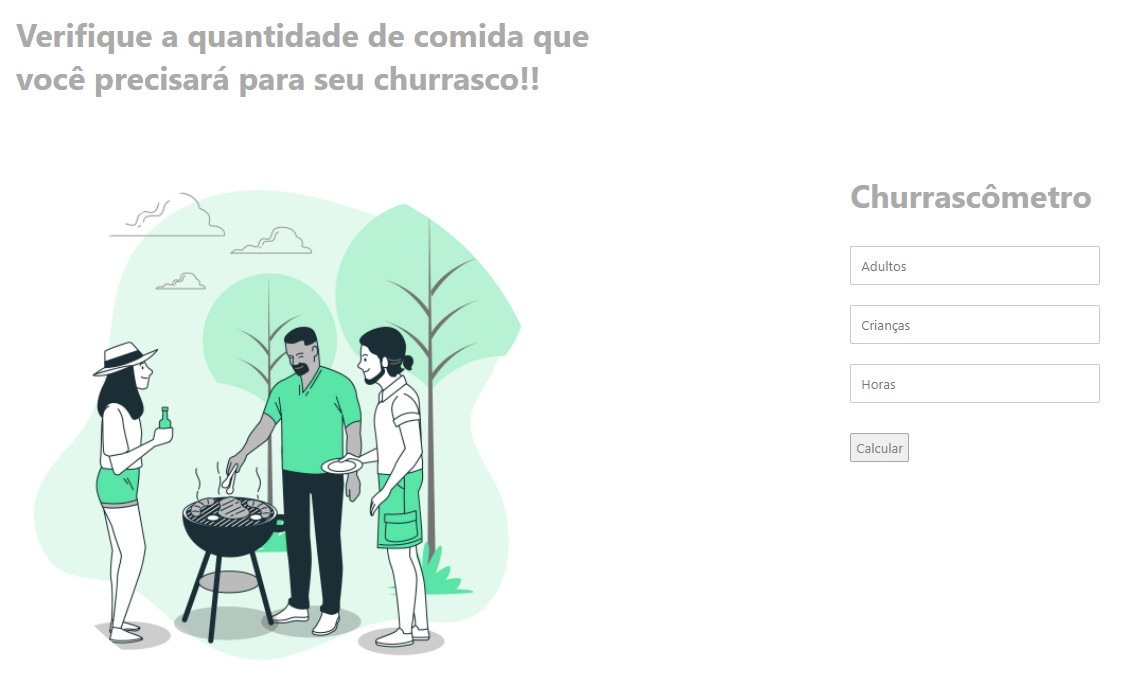 Verifique a quantidade de comida que
você precisará para seu churrasco!!
Churrascômetro
Adultos
Crianças
Horas
Calcular